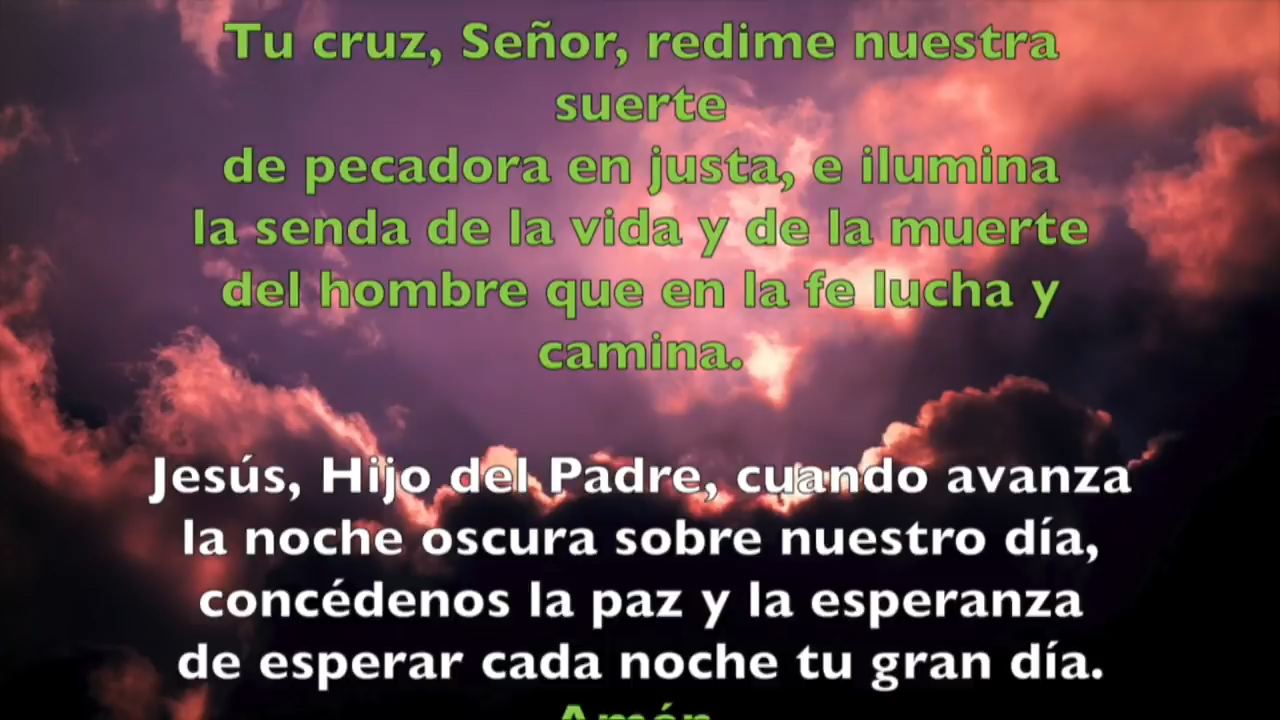 Tu cruz, Señor, redime nuestra
suerte
de pecadora en justa, e ilumina
la senda de la vida y de la muerte
del hombre que en la fe lucha y
camina.
Jesús, Hijo del Padre, cuando avanza
la noche oscura sobre nuestro día,
concédenos la paz y la esperanza
de esperar cada noche tu gran día.
Amén